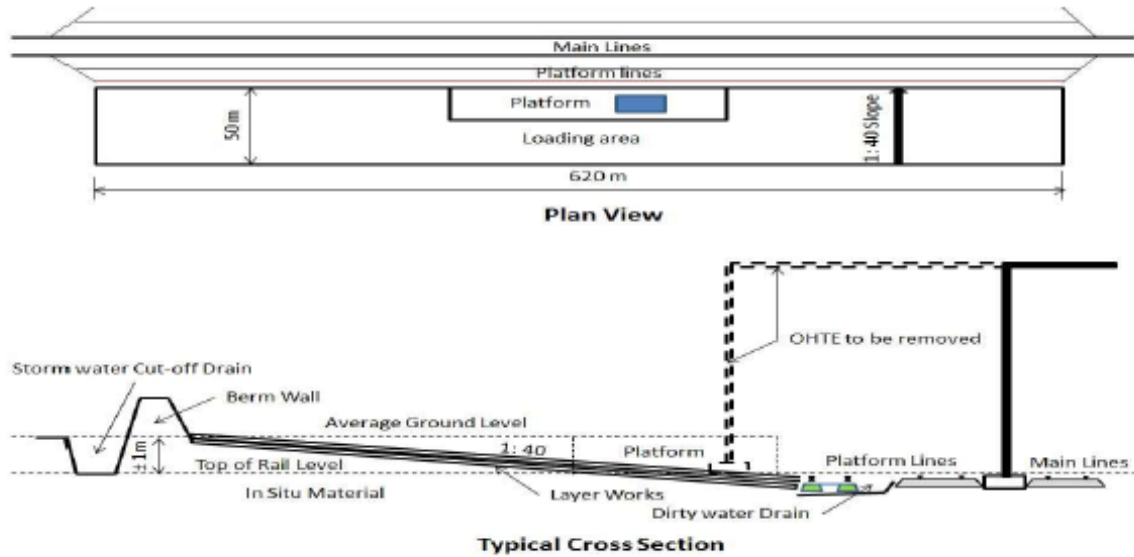 Main Lines
Platform lines
Platform
Loading area
50 m
1: 40 Slope
620 m
Plan View
OHTE to be removed
Storm water Cut-off Drain
Berm Wall
Average Ground Level
1: 40
Platform
± 1m
Top of Rail Level
Platform Lines
Main Lines
In Situ Material
Layer Works
Dirty water Drain
Typical Cross Section